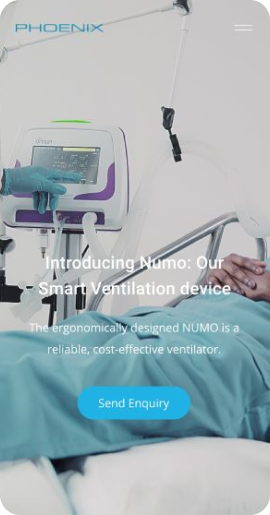 PHOENIX
Introducing Numo: Our
Smart Ventilation device
The ergonomically designed NUMO is a
reliable, cost-effective ventilator.
Send Enquiry